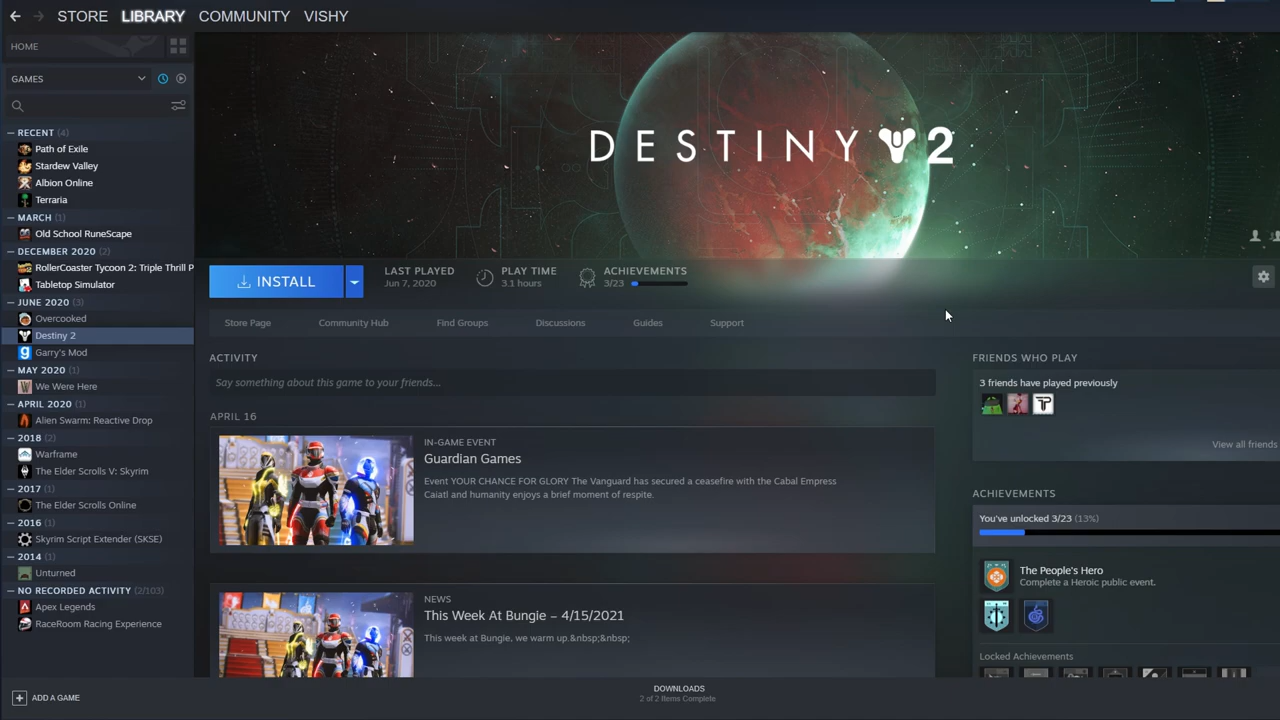 STORE LIBRARY COMMUNITY VISHY
HOME
GAMES
— RECENT (4)
Path of Exile
Stardew Valley
Albion Online
Terraria
— MARCH (1)
Old School RuneScape
— DECEMBER 2020 (2)
RollerCoaster Tycoon 2: Triple Thrill P
Tabletop Simulator
— JUNE 2020 (3)
Overcooked
Destiny 2
Garry's Mod
— MAY 2020 (1)
We Were Here
— APRIL 2020 (1)
Alien Swarm: Reactive Drop
— 2018 (2)
Warframe
The Elder Scrolls V: Skyrim
— 2017 (1)
The Elder Scrolls Online
— 2016 (1)
Skyrim Script Extender (SKSE)
— 2014 (1)
Unturned
— NO RECORDED ACTIVITY (2/103)
Apex Legends
RaceRoom Racing Experience
ADD A GAME
DESTINY 2
INSTALL
LAST PLAYED
Jun 7, 2020
PLAY TIME
3.1 hours
ACHIEVEMENTS
3/23
Store Page Community Hub Find Groups Discussions Guides Support
ACTIVITY
Say something about this game to your friends...
APRIL 16
IN-GAME EVENT
Guardian Games
Event YOUR CHANCE FOR GLORY The Vanguard has secured a ceasefire with the Cabal Empress
Caiatl and humanity enjoys a brief moment of respite.
NEWS
This Week At Bungie – 4/15/2021
This week at Bungie, we warm up.&nbsp;&nbsp;
FRIENDS WHO PLAY
3 friends have played previously
View all friends
ACHIEVEMENTS
You've unlocked 3/23 (13%)
The People's Hero
Complete a Heroic public event.
Locked Achievements
DOWNLOADS
2 of 2 Items Complete